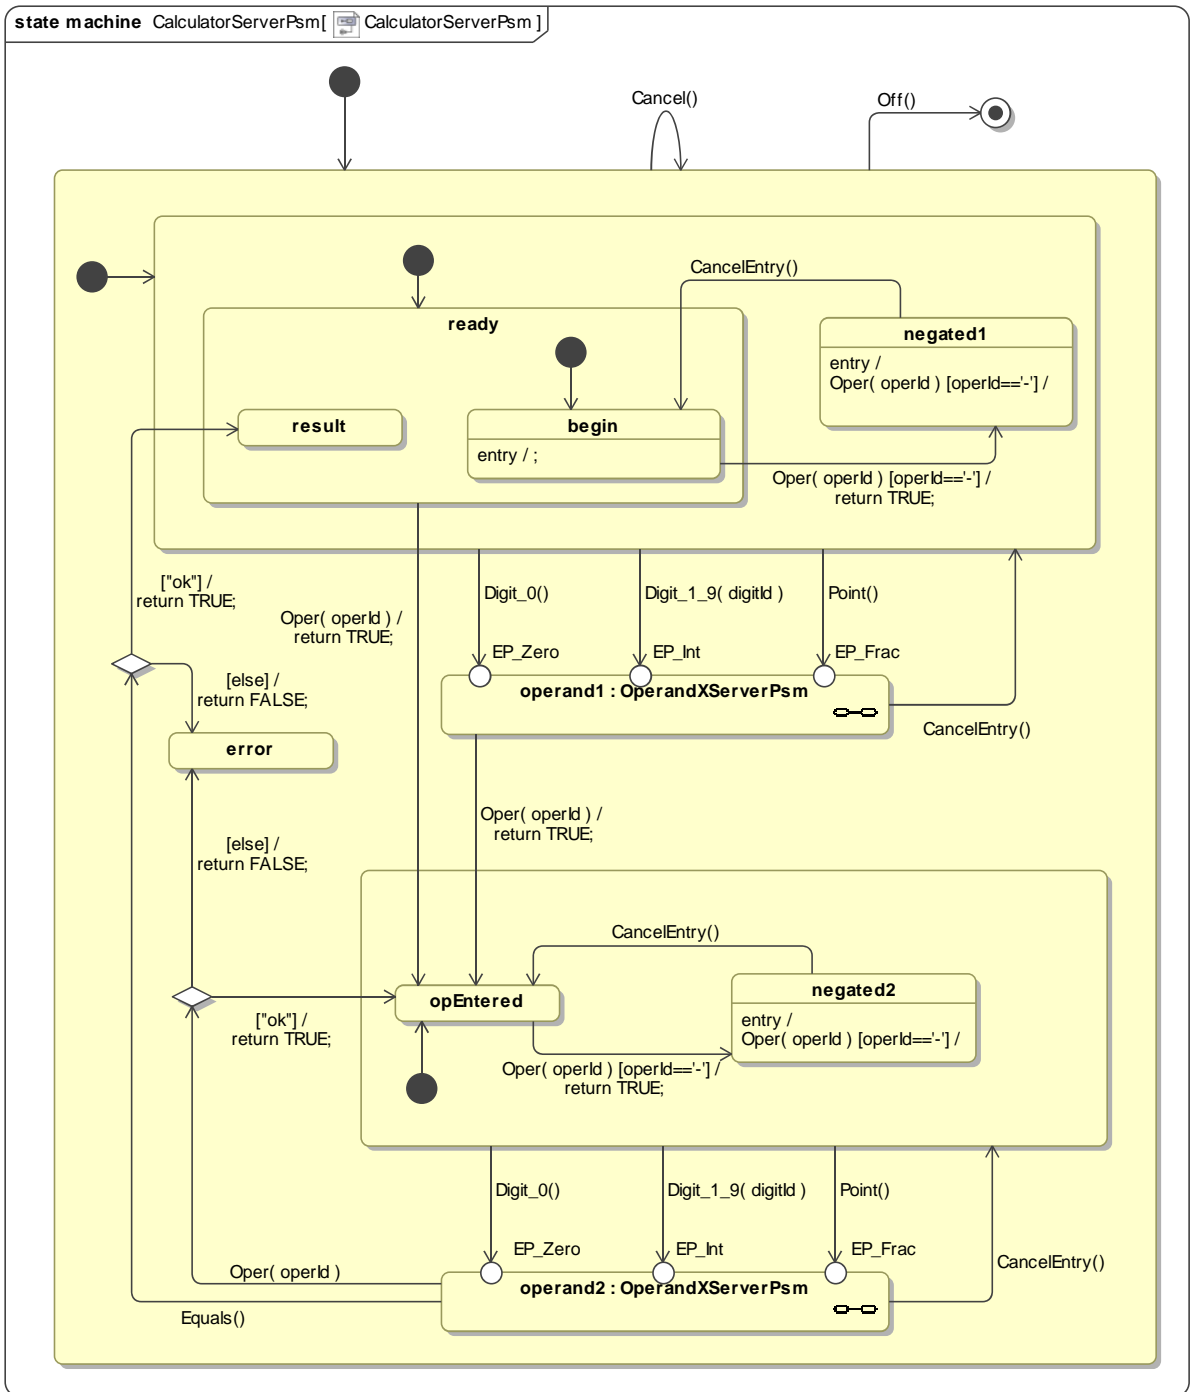 state machine CalculatorServerPsm[ CalculatorServerPsm ]
Cancel()
Off()
CancelEntry()
ready
negated1
entry /
Oper( operId ) [operId=='-'] /
result
begin
entry / ;
Oper( operId ) [operId=='-'] /
return TRUE;
["ok"] /
return TRUE;
Digit_0()
Digit_1_9( digitId )
Point()
Oper( operId ) /
return TRUE;
EP_Zero
EP_Int
EP_Frac
[else] /
return FALSE;
operand1 : OperandXServerPsm
CancelEntry()
error
Oper( operId ) /
return TRUE;
[else] /
return FALSE;
CancelEntry()
opEntered
negated2
entry /
Oper( operId ) [operId=='-'] /
["ok"] /
return TRUE;
Oper( operId ) [operId=='-'] /
return TRUE;
Digit_0()
Digit_1_9( digitId )
Point()
EP_Zero
EP_Int
EP_Frac
CancelEntry()
Oper( operId )
operand2 : OperandXServerPsm
Equals()